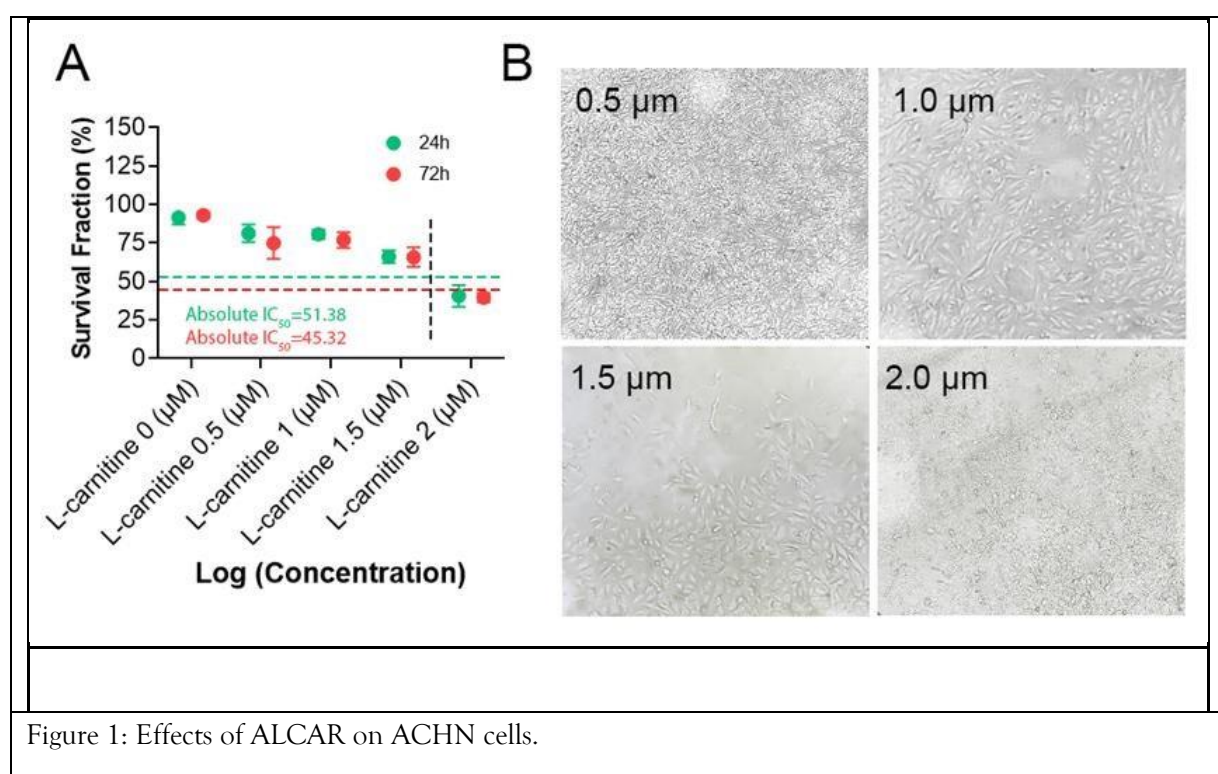 A
B
150
125
100
75
50
25
0
Survival Fraction (%)
24h
72h
Absolute IC50=51.38
Absolute IC50=45.32
L-carnitine 0 (µM)
L-carnitine 0.5 (µM)
L-carnitine 1 (µM)
L-carnitine 1.5 (µM)
L-carnitine 2 (µM)
Log (Concentration)
0.5 µm
1.0 µm
1.5 µm
2.0 µm
Figure 1: Effects of ALCAR on ACHN cells.